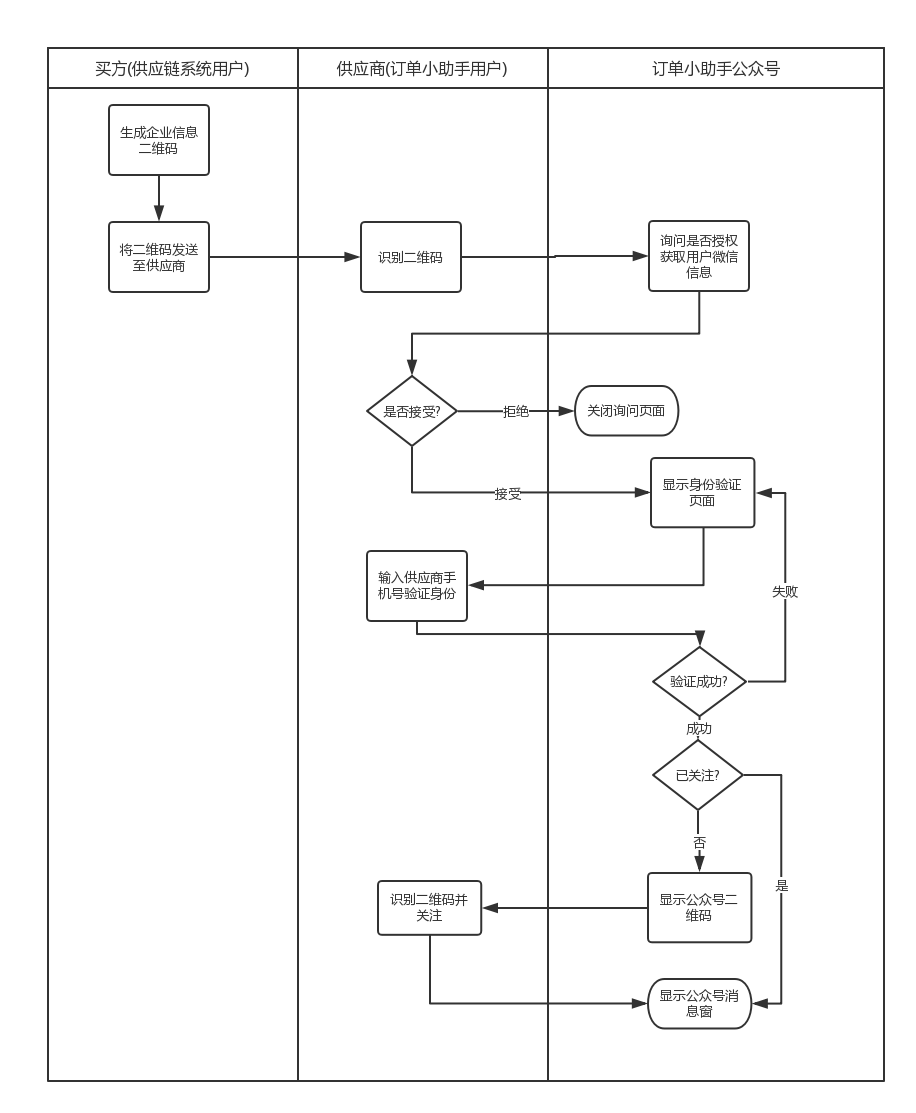 买方(供应链系统用户)
供应商(订单小助手用户)
订单小助手公众号
生成企业信息
二维码
将二维码发送
至供应商
识别二维码
询问是否授权
获取用户微信
信息
是否接受?
拒绝
关闭询问页面
接受
显示身份验证
页面
输入供应商手
机号验证身份
失败
验证成功?
成功
已关注?
否
是
识别二维码并
关注
显示公众号二
维码
显示公众号消
息窗